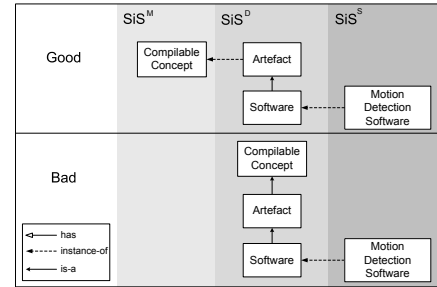 SiS^M SiS^D SiS^S
Good
Compilable
Concept
Artefact
Software
Motion
Detection
Software
Bad
Compilable
Concept
Artefact
Software
Motion
Detection
Software
has
instance-of
is-a